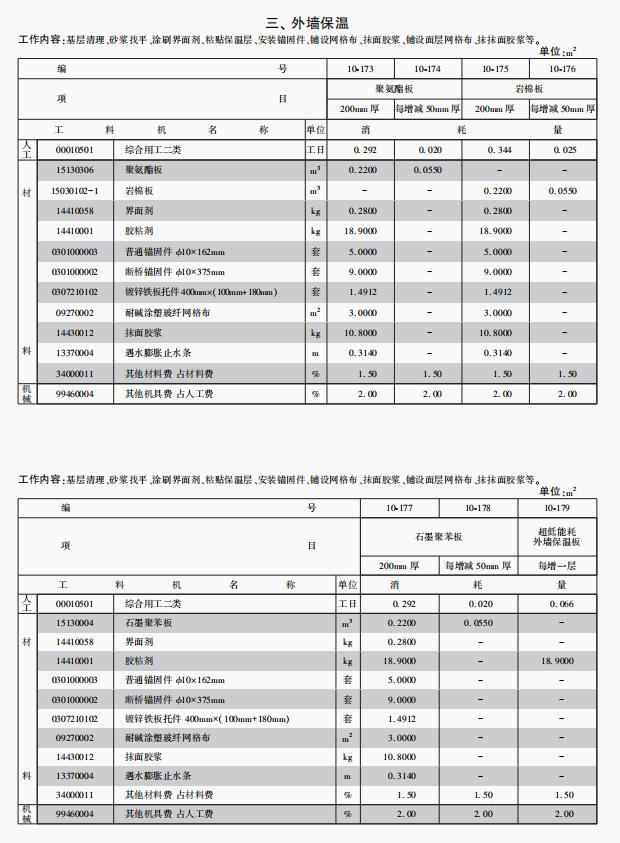 三、外墙保温
工作内容:基层清理、砂浆找平、涂刷界面剂、粘贴保温层、安装锚固件、铺设网格布、抹面胶浆、铺设面层网格布、抹抹面胶浆等。
单位:m²
编 号 10-173 10-174 10-175 10-176
项 目 聚氨酯板 岩棉板
200mm 厚 每增减 50mm 厚 200mm 厚 每增减 50mm 厚
工 料 机 名 称 单位 消 耗 量
人工 00010501 综合用工二类 工日 0.292 0.020 0.344 0.025
材料 15130306 聚氨酯板 m³ 0.2200 0.0550 － －
15030102-1 岩棉板 m³ － － 0.2200 0.0550
14410058 界面剂 kg 0.2800 － 0.2800 －
14410001 胶粘剂 kg 18.9000 － 18.9000 －
0301000003 普通锚固件 ϕ10×162mm 套 5.0000 － 5.0000 －
0301000002 断桥锚固件 ϕ10×375mm 套 9.0000 － 9.0000 －
0307210102 镀锌铁板托件 400mm×(100mm+180mm) 套 1.4912 － 1.4912 －
09270002 耐碱涂塑玻纤网格布 m² 3.0000 － 3.0000 －
14430012 抹面胶浆 kg 10.8000 － 10.8000 －
13370004 遇水膨胀止水条 m 0.3140 － 0.3140 －
34000011 其他材料费 占材料费 % 1.50 1.50 1.50 1.50
机械 99460004 其他机具费 占人工费 % 2.00 2.00 2.00 2.00
工作内容:基层清理、砂浆找平、涂刷界面剂、粘贴保温层、安装锚固件、铺设网格布、抹面胶浆、铺设面层网格布、抹抹面胶浆等。
单位:m²
编 号 10-177 10-178 10-179
项 目 石墨聚苯板 超低能耗外墙保温板
200mm 厚 每增减 50mm 厚 每增一层
工 料 机 名 称 单位 消 耗 量
人工 00010501 综合用工二类 工日 0.292 0.020 0.066
材料 15130004 石墨聚苯板 m³ 0.2200 0.0550 －
14410058 界面剂 kg 0.2800 － －
14410001 胶粘剂 kg 18.9000 － 18.9000
0301000003 普通锚固件 ϕ10×162mm 套 5.0000 － －
0301000002 断桥锚固件 ϕ10×375mm 套 9.0000 － －
0307210102 镀锌铁板托件 400mm×(100mm+180mm) 套 1.4912 － －
09270002 耐碱涂塑玻纤网格布 m² 3.0000 － －
14430012 抹面胶浆 kg 10.8000 － －
13370004 遇水膨胀止水条 m 0.3140 － －
34000011 其他材料费 占材料费 % 1.50 1.50 1.50
机械 99460004 其他机具费 占人工费 % 2.00 2.00 2.00